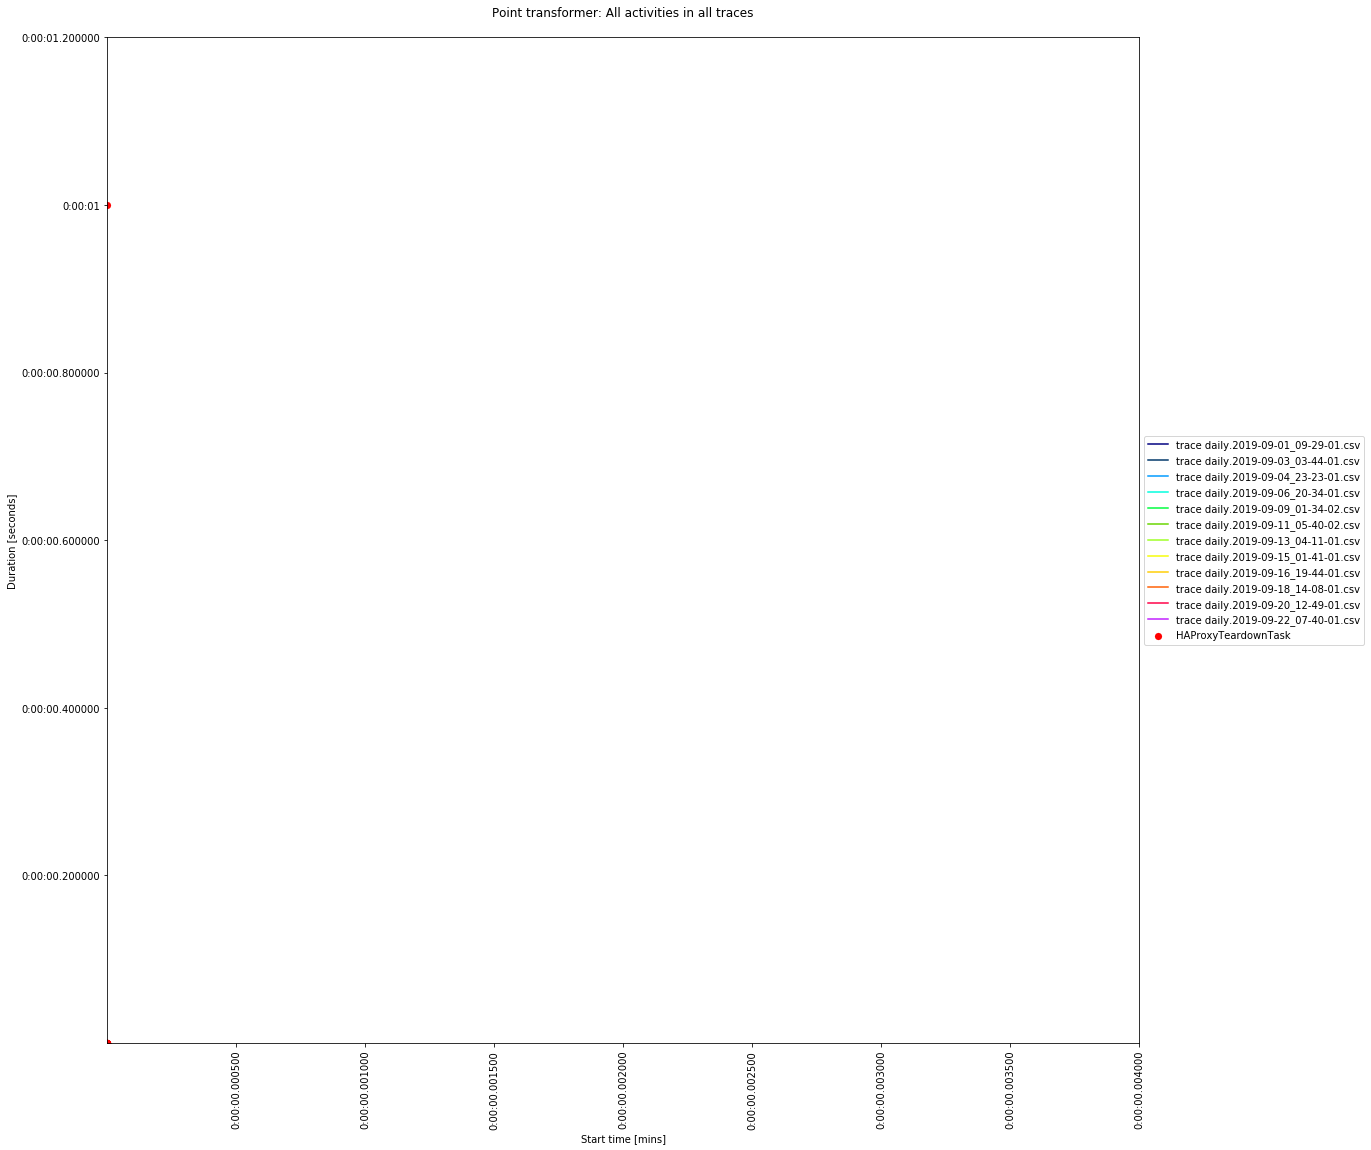 Point transformer: All activities in all traces
0:00:01.200000
0:00:01
0:00:00.800000
0:00:00.600000
0:00:00.400000
0:00:00.200000
Duration [seconds]
0:00:00.000500
0:00:00.001000
0:00:00.001500
0:00:00.002000
0:00:00.002500
0:00:00.003000
0:00:00.003500
0:00:00.004000
Start time [mins]
trace daily.2019-09-01_09-29-01.csv
trace daily.2019-09-03_03-44-01.csv
trace daily.2019-09-04_23-23-01.csv
trace daily.2019-09-06_20-34-01.csv
trace daily.2019-09-09_01-34-02.csv
trace daily.2019-09-11_05-40-02.csv
trace daily.2019-09-13_04-11-01.csv
trace daily.2019-09-15_01-41-01.csv
trace daily.2019-09-16_19-44-01.csv
trace daily.2019-09-18_14-08-01.csv
trace daily.2019-09-20_12-49-01.csv
trace daily.2019-09-22_07-40-01.csv
HAProxyTeardownTask